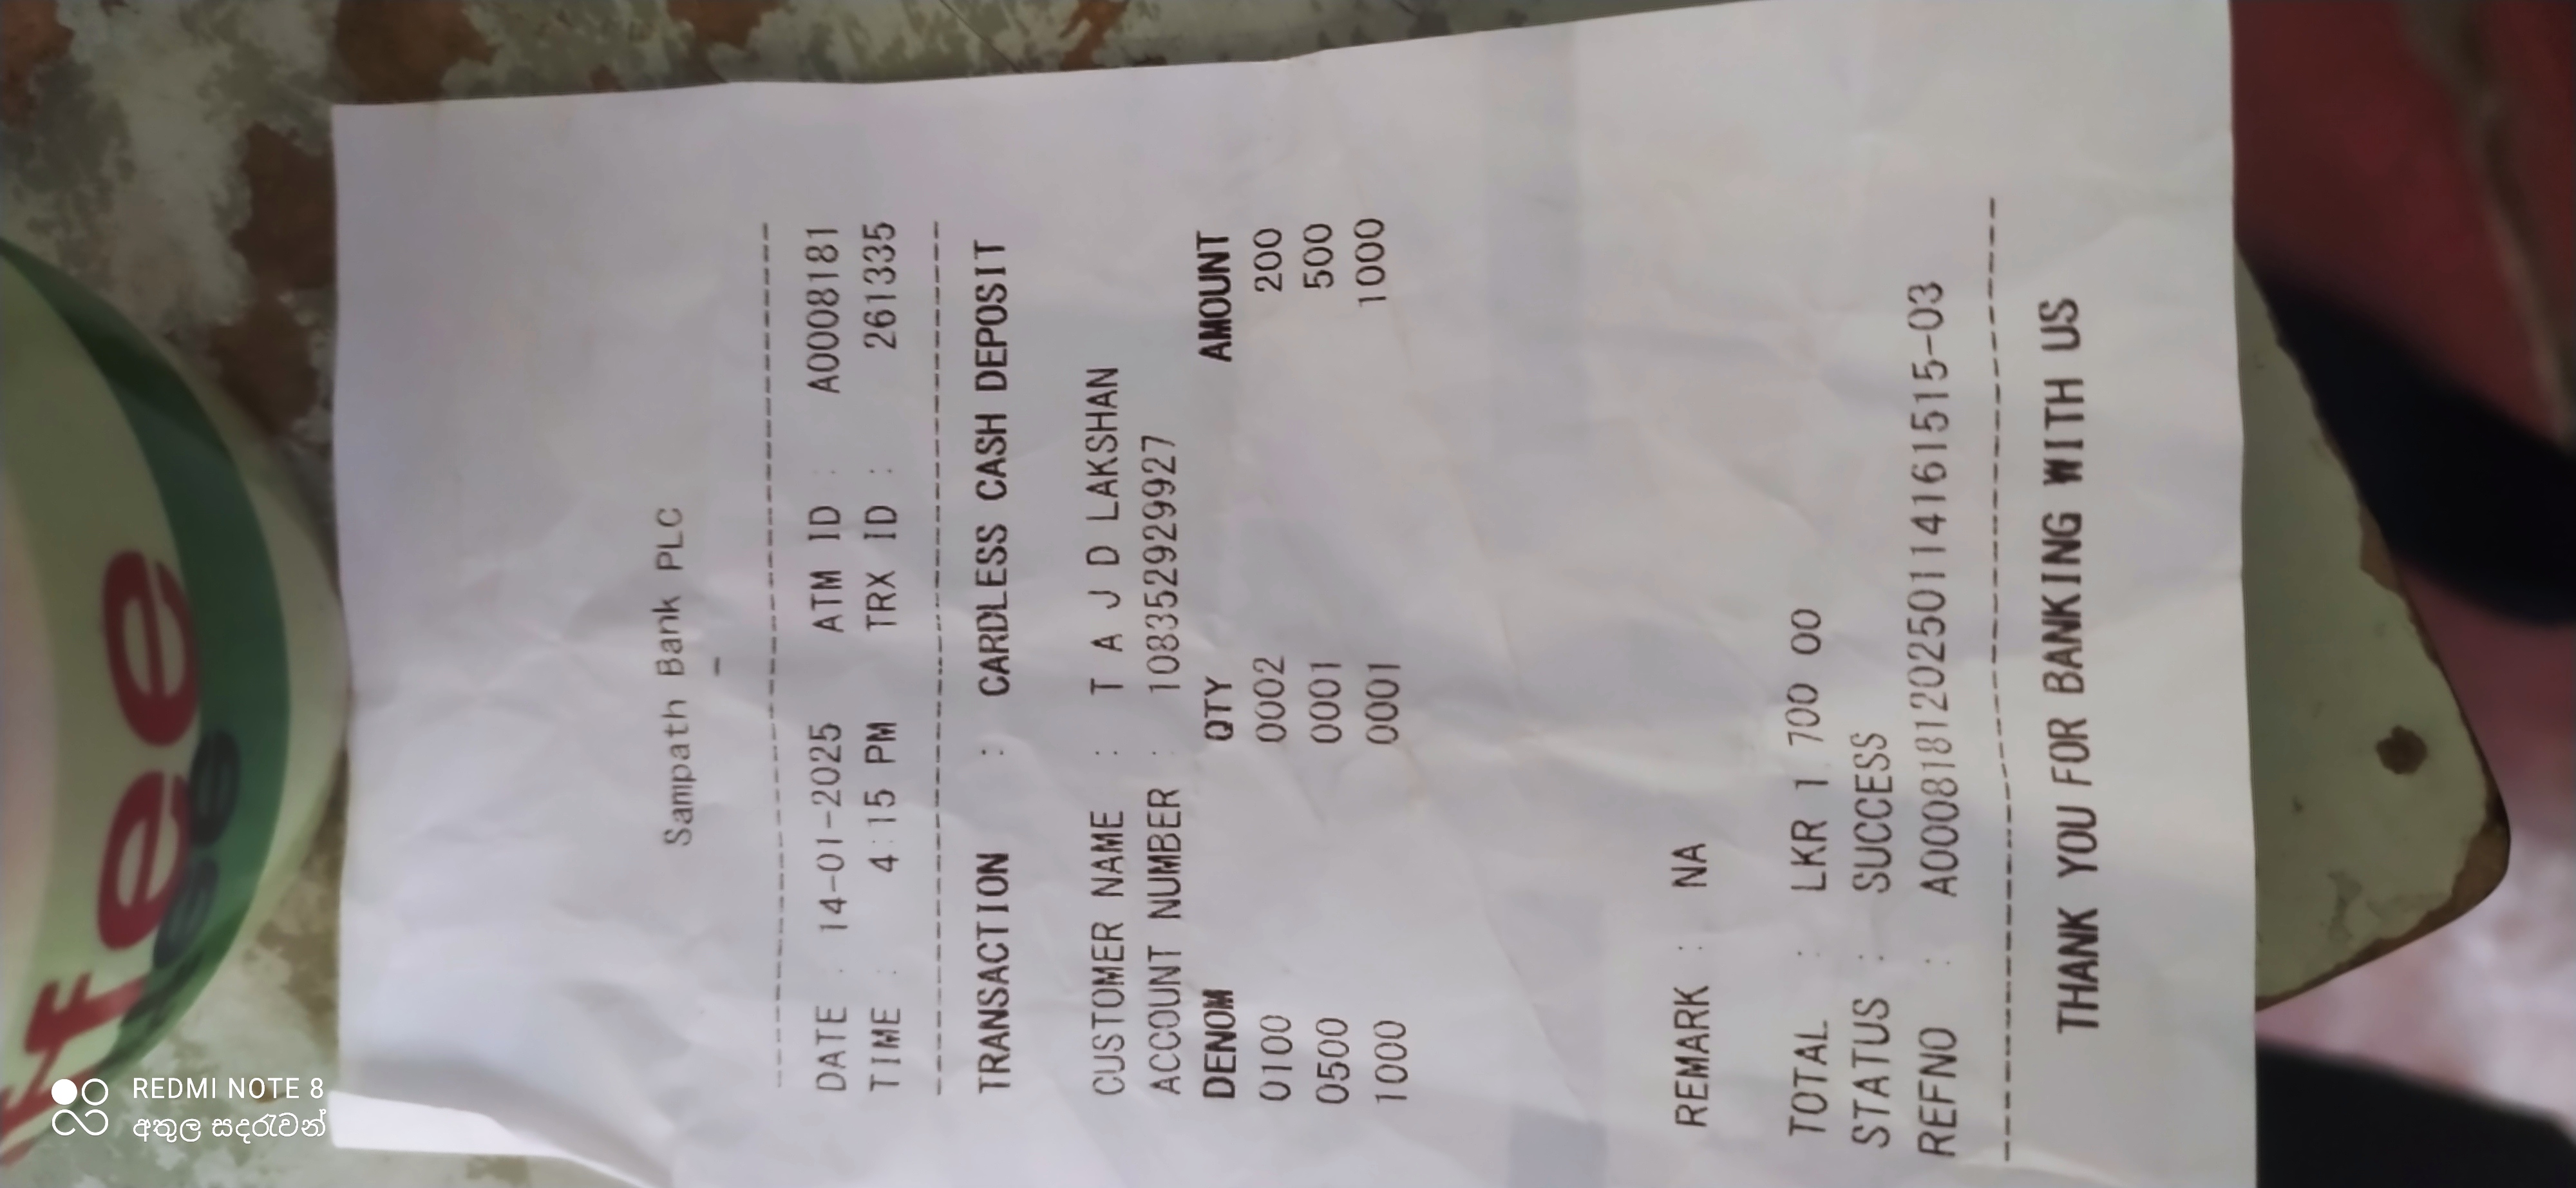 Sampath Bank PLC
-
DATE : 14-01-2025 ATM ID : A0008181
TIME : 4:15 PM TRX ID : 261335
TRANSACTION : CARDLESS CASH DEPOSIT
CUSTOMER NAME : T A J D LAKSHAN
ACCOUNT NUMBER : 108352929927
DENOM QTY AMOUNT
0100 0002 200
0500 0001 500
1000 0001 1000
REMARK : NA
TOTAL : LKR 1 700 00
STATUS : SUCCESS
REFNO : A000818120250114161515-03
THANK YOU FOR BANKING WITH US
REDMI NOTE 8
අතුල සදරුවන්